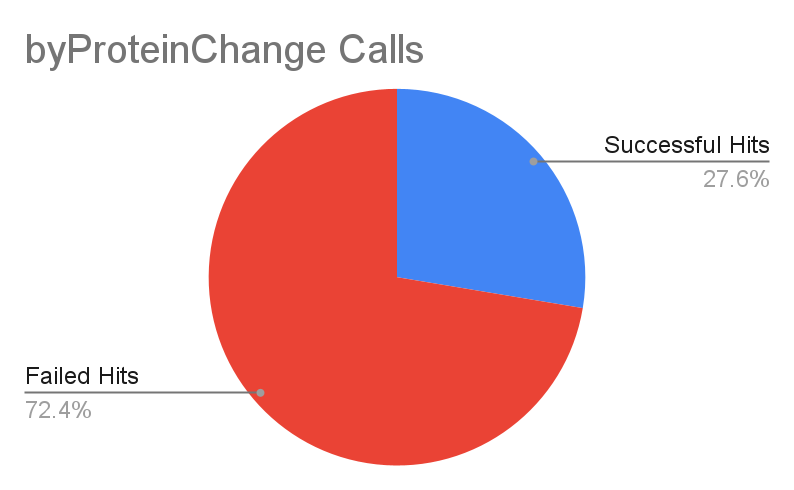 byProteinChange Calls
Successful Hits
27.6%
Failed Hits
72.4%